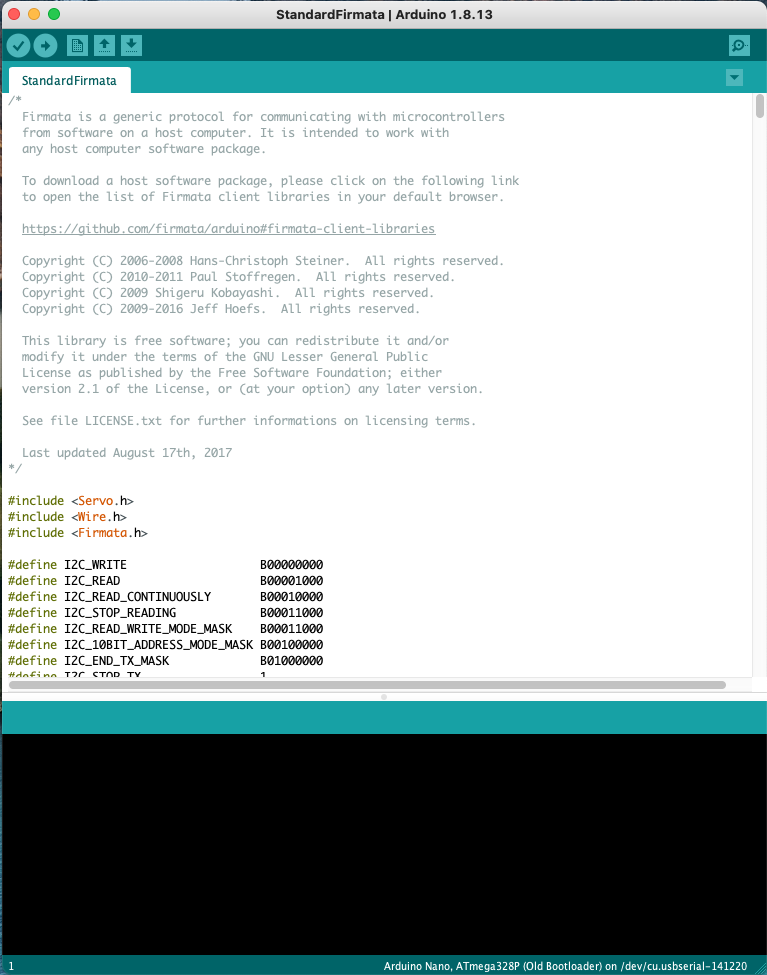 StandardFirmata | Arduino 1.8.13
StandardFirmata
/*
Firmata is a generic protocol for communicating with microcontrollers
from software on a host computer. It is intended to work with
any host computer software package.
To download a host software package, please click on the following link
to open the list of Firmata client libraries in your default browser.
https://github.com/firmata/arduino#firmata-client-libraries
Copyright (C) 2006-2008 Hans-Christoph Steiner.  All rights reserved.
Copyright (C) 2010-2011 Paul Stoffregen.  All rights reserved.
Copyright (C) 2009 Shigeru Kobayashi.  All rights reserved.
Copyright (C) 2009-2016 Jeff Hoefs.  All rights reserved.
This library is free software; you can redistribute it and/or
modify it under the terms of the GNU Lesser General Public
License as published by the Free Software Foundation; either
version 2.1 of the License, or (at your option) any later version.
See file LICENSE.txt for further informations on licensing terms.
Last updated August 17th, 2017
*/
#include <Servo.h>
#include <Wire.h>
#include <Firmata.h>
#define I2C_WRITE                   B00000000
#define I2C_READ                    B00001000
#define I2C_READ_CONTINUOUSLY       B00010000
#define I2C_STOP_READING            B00011000
#define I2C_READ_WRITE_MODE_MASK    B00011000
#define I2C_10BIT_ADDRESS_MODE_MASK B00100000
#define I2C_END_TX_MASK             B01000000
#define I2C_STOP_TX                 1
1
Arduino Nano, ATmega328P (Old Bootloader) on /dev/cu.usbserial-141220